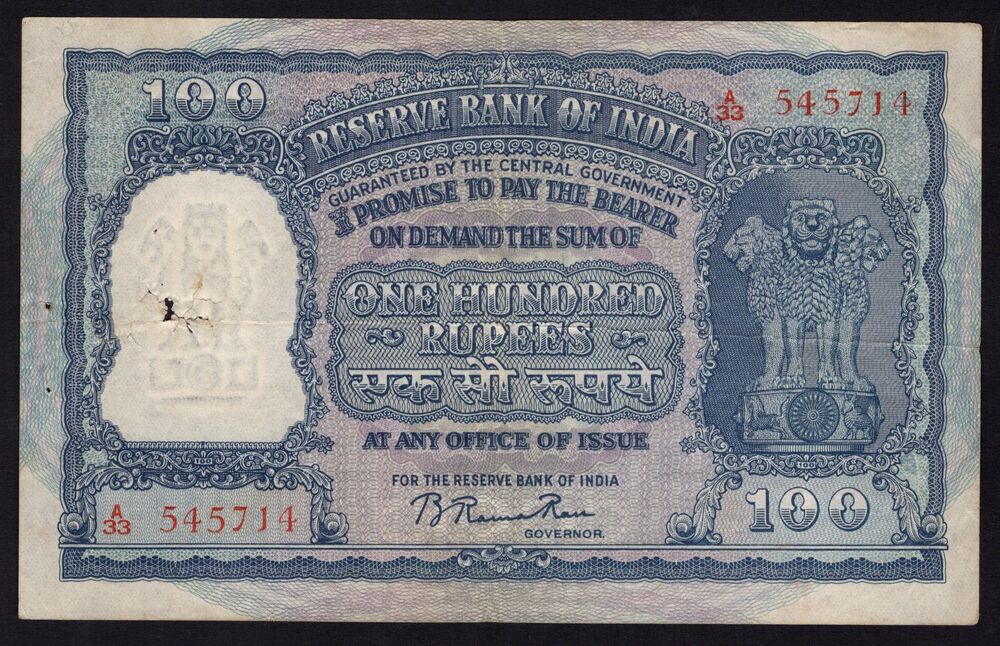 100
A/33 545714
RESERVE BANK OF INDIA
GUARANTEED BY THE CENTRAL GOVERNMENT
I PROMISE TO PAY THE BEARER
ON DEMAND THE SUM OF
ONE HUNDRED
RUPEES
एक सौ रूपये
AT ANY OFFICE OF ISSUE
100
100
FOR THE RESERVE BANK OF INDIA
B Rama Rau
GOVERNOR.
A/33 545714
100